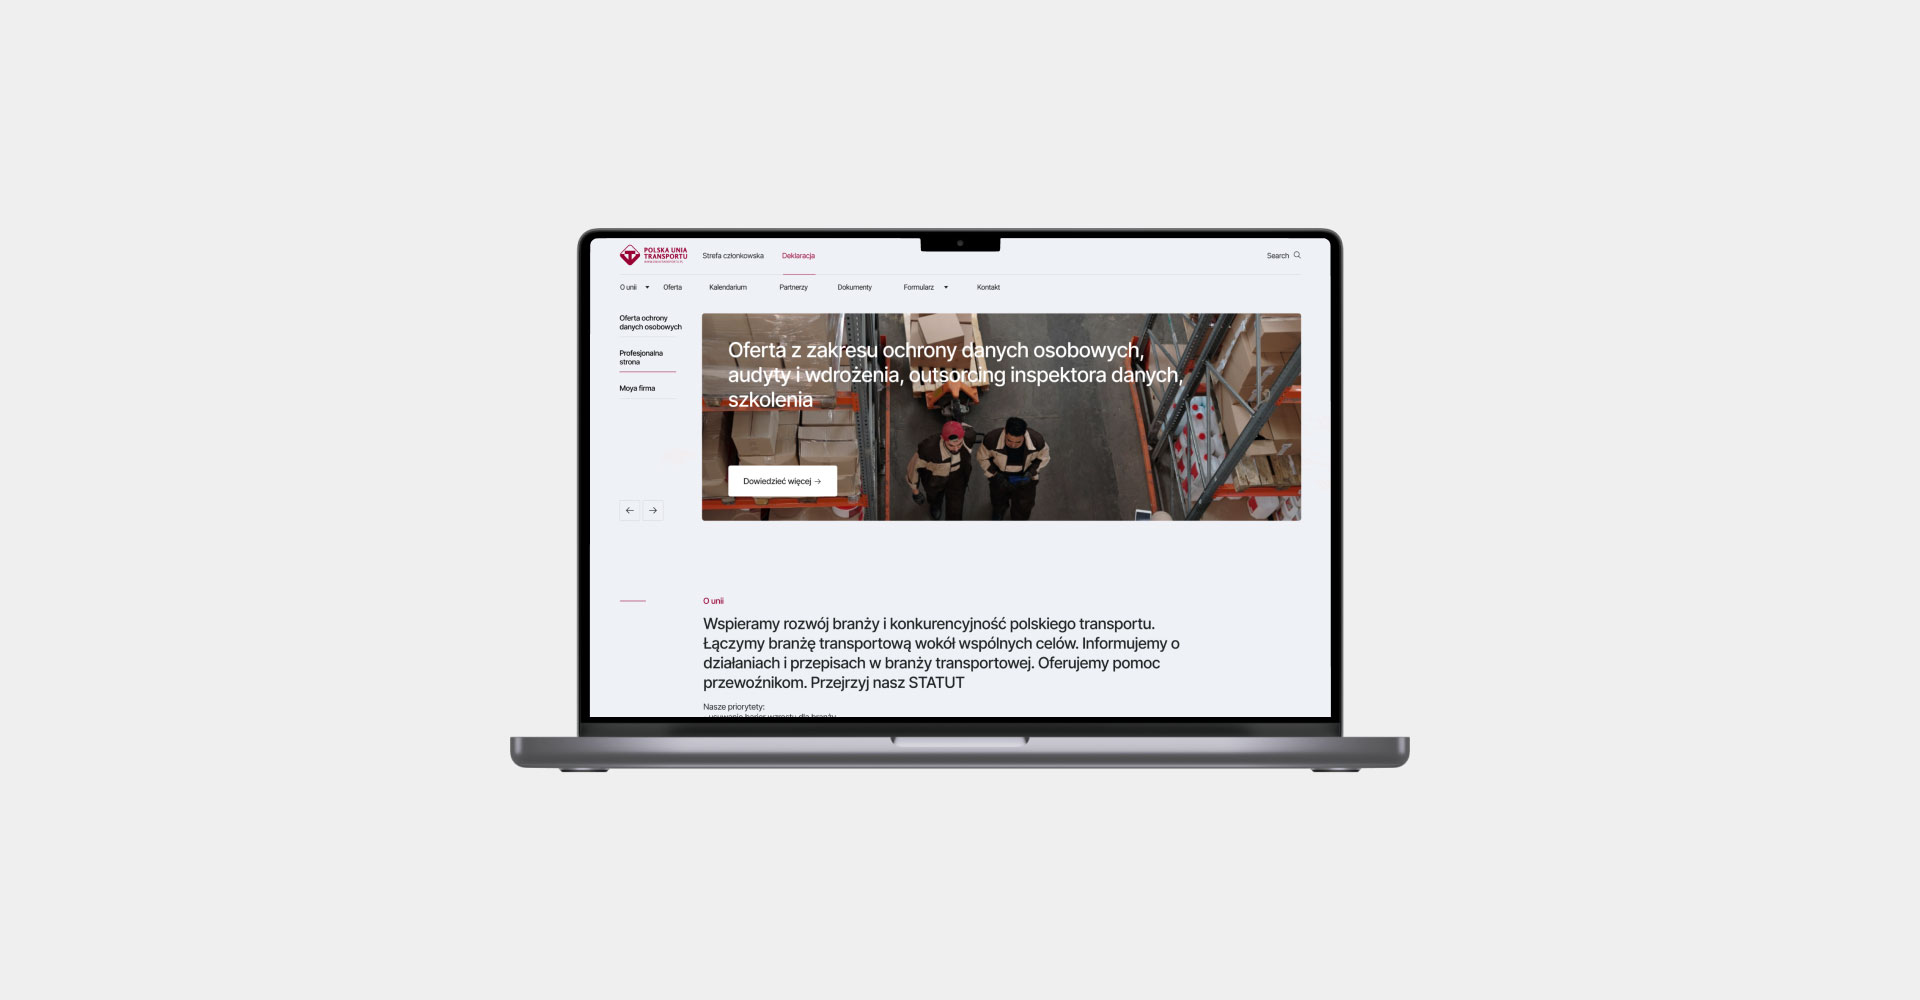 POLSKA UNIA
TRANSPORTU
Strefa członkowska
Deklaracja
Search
O unii
Oferta
Kalendarium
Partnerzy
Dokumenty
Formularz
Kontakt
Oferta ochrony
danych osobowych
Profesjonalna
strona
Moya firma
Oferta z zakresu ochrony danych osobowych,
audyty i wdrożenia, outsorcing inspektora danych,
szkolenia
Dowiedzieć więcej →
← →
O unii
Wspieramy rozwój branży i konkurencyjność polskiego transportu.
Łączymy branżę transportową wokół wspólnych celów. Informujemy o
działaniach i przepisach w branży transportowej. Oferujemy pomoc
przewoźnikom. Przejrzyj nasz STATUT
Nasze priorytety: